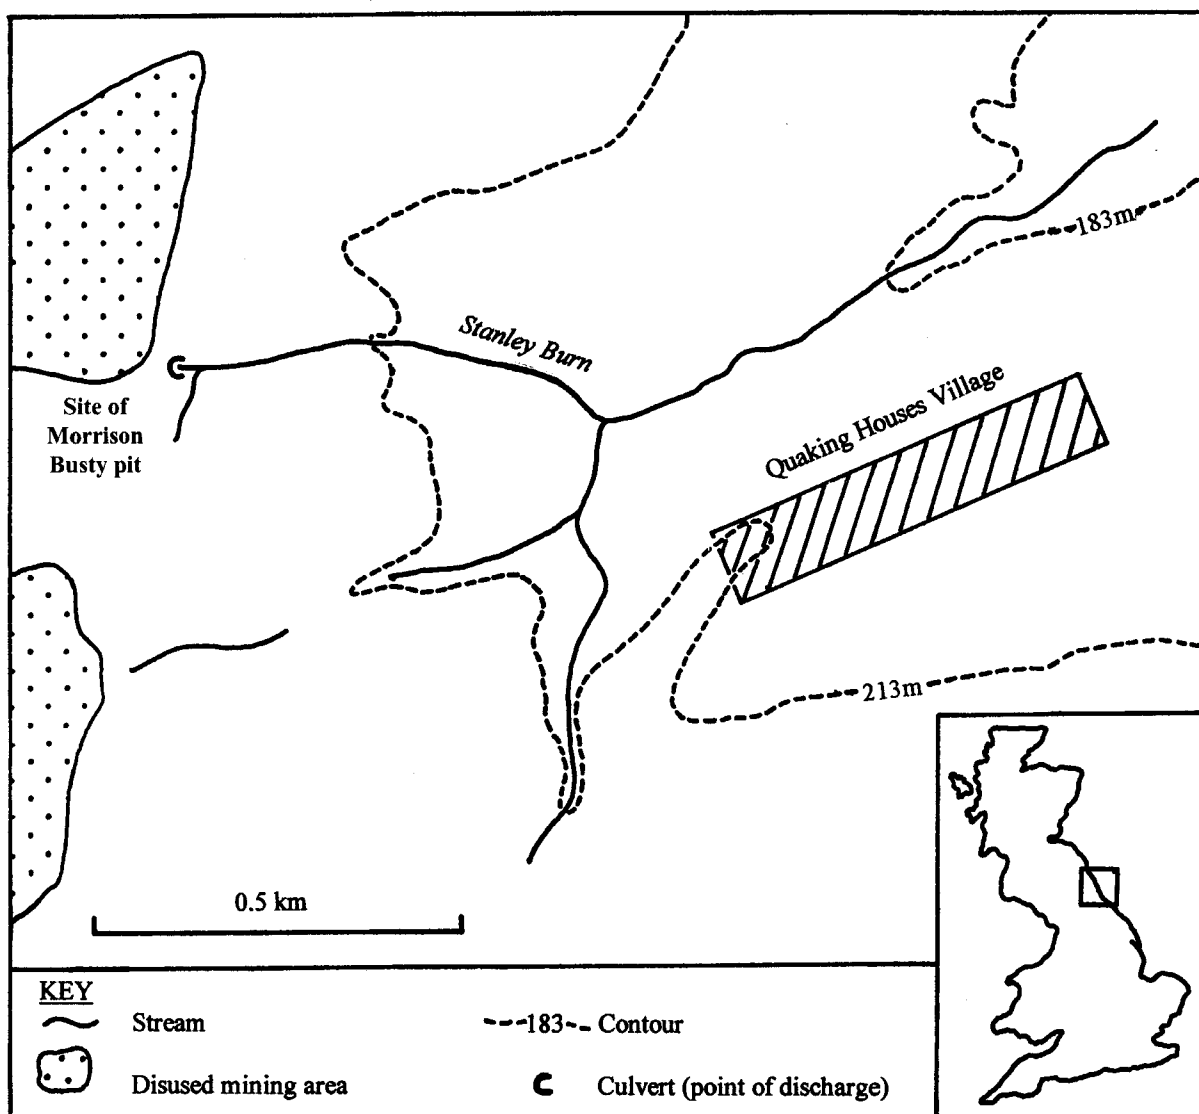 183m
Stanley Burn
Quaking Houses Village
Site of
Morrison
Busty pit
213m
0.5 km
KEY
Stream
183
Contour
Disused mining area
Culvert (point of discharge)